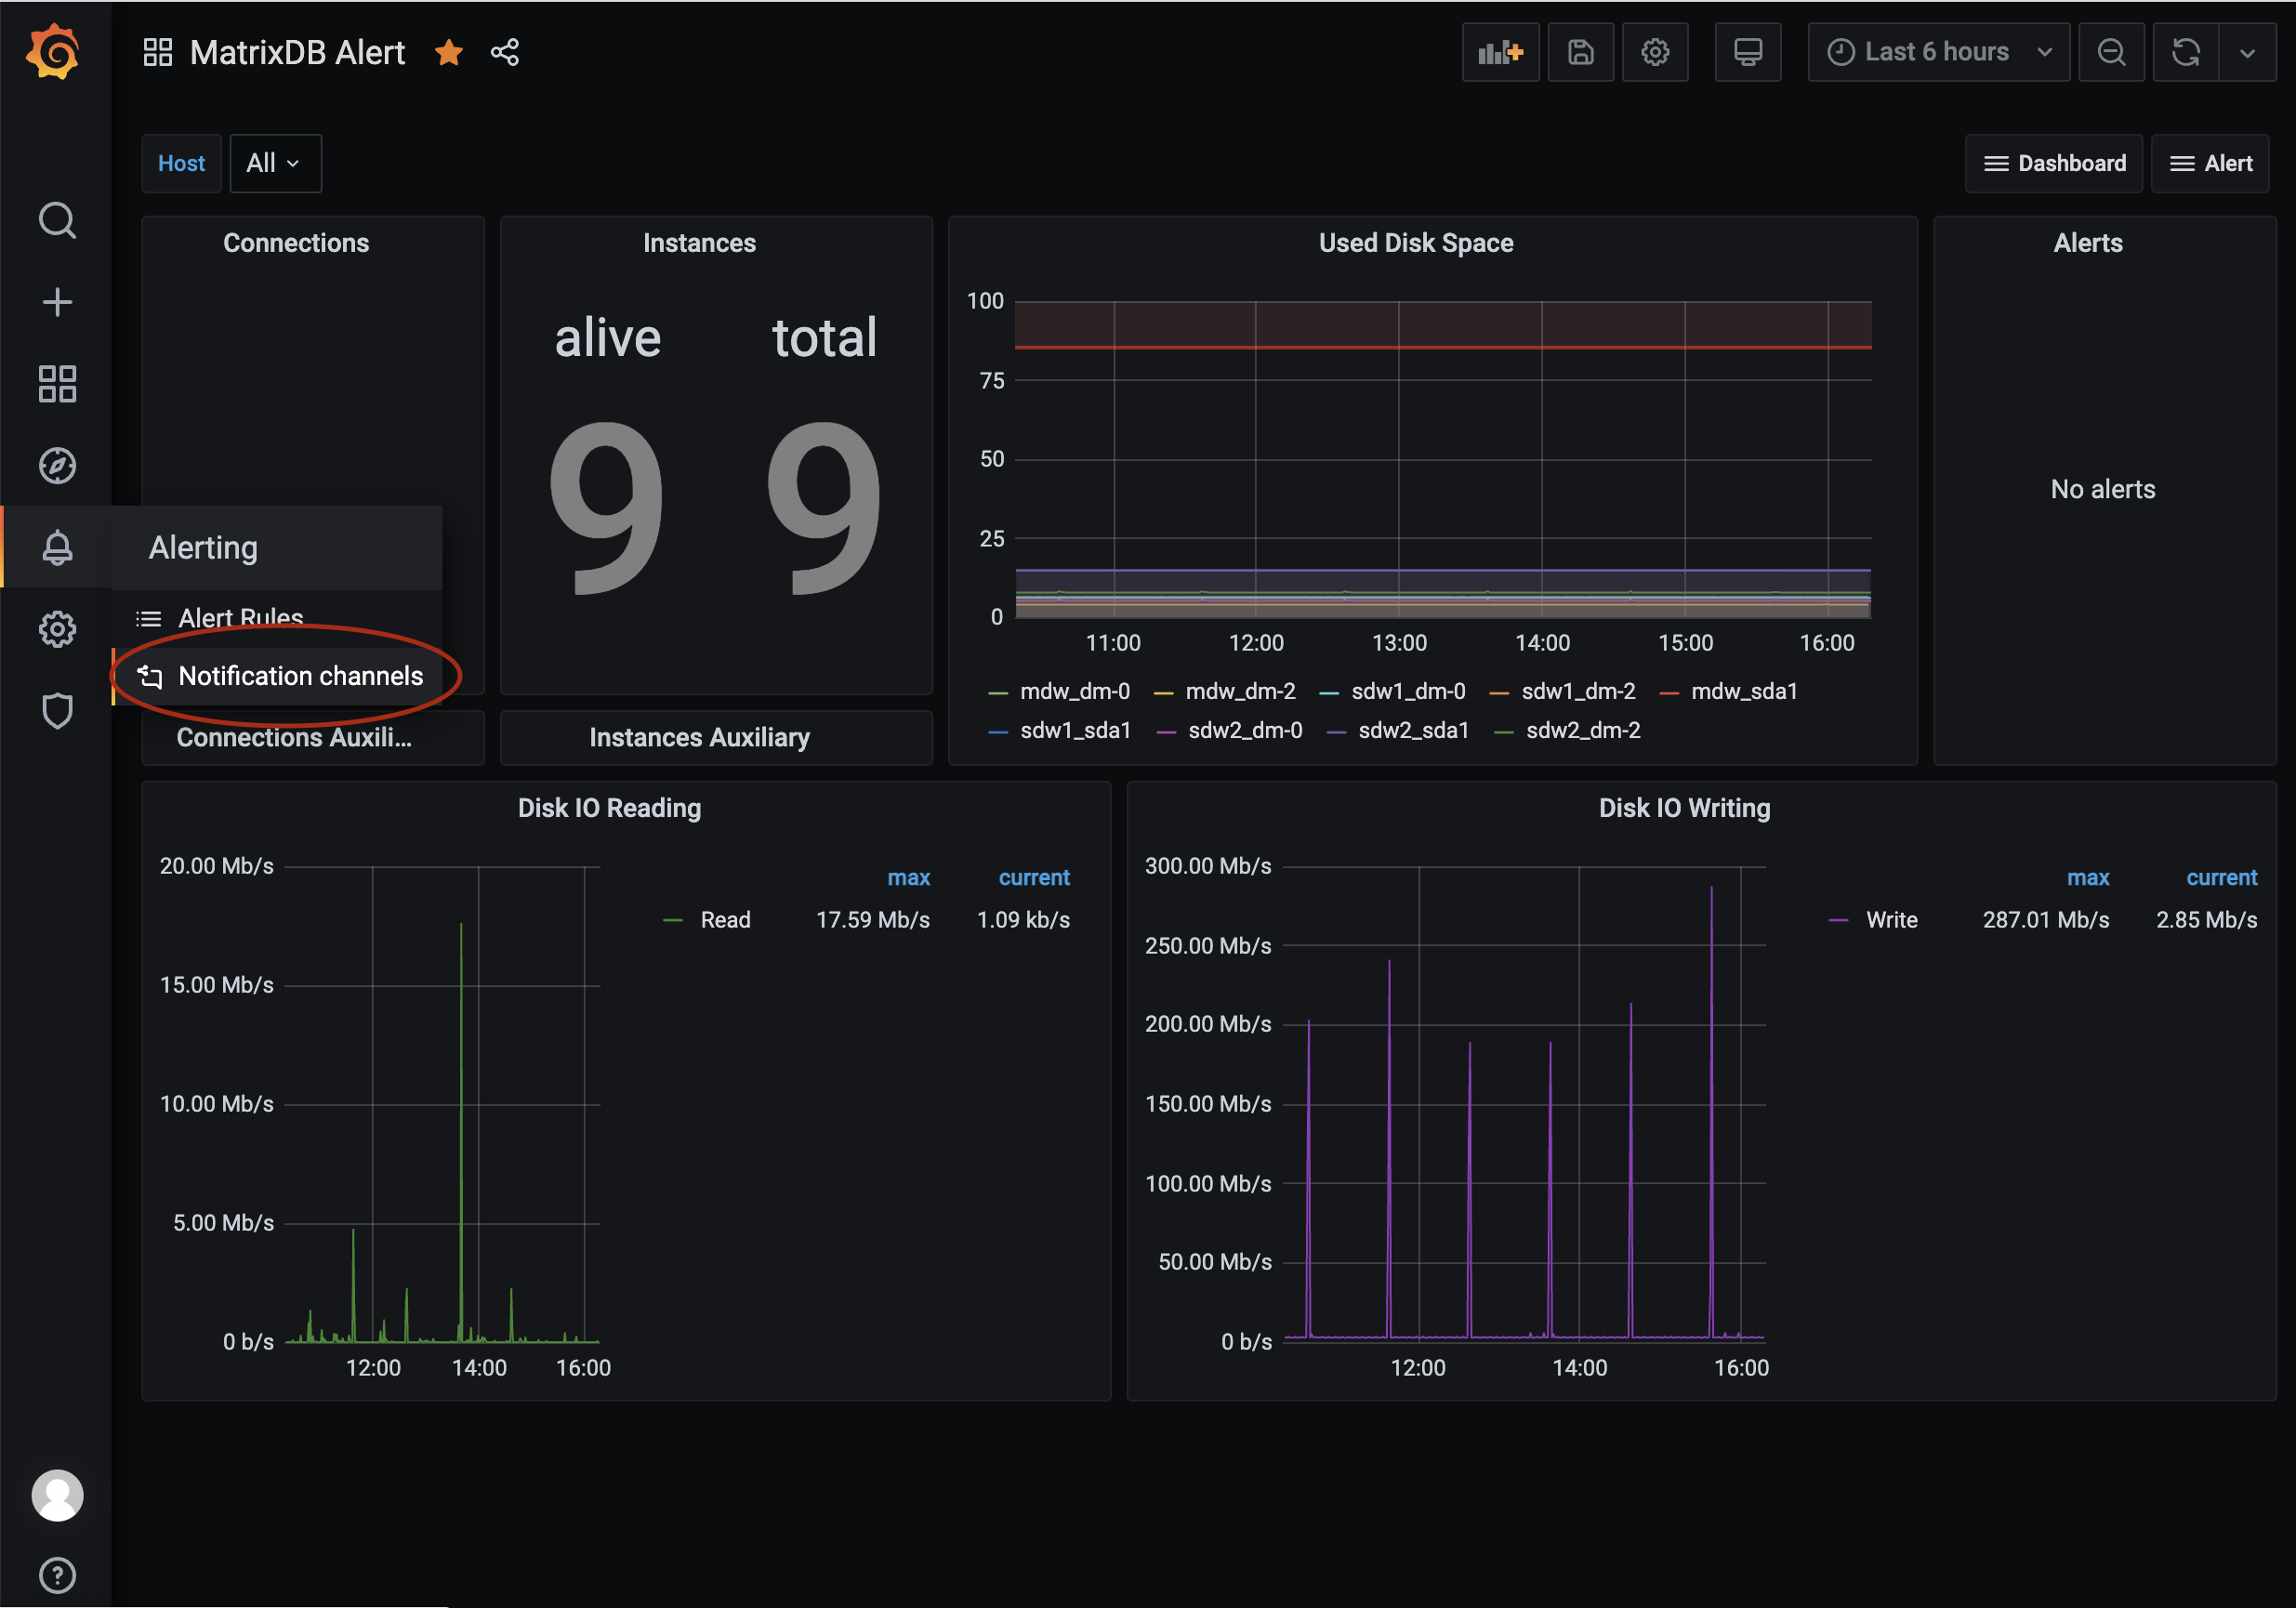 MatrixDB Alert
Last 6 hours
Host All
Dashboard
Alert
Connections
Instances
alive total
9 9
Used Disk Space
100
75
50
25
0
11:00 12:00 13:00 14:00 15:00 16:00
mdw_dm-0 mdw_dm-2 sdw1_dm-0 sdw1_dm-2 mdw_sda1
sdw1_sda1 sdw2_dm-0 sdw2_sda1 sdw2_dm-2
Alerts
No alerts
Alerting
Alert Rules
Notification channels
Connections Auxili...
Instances Auxiliary
Disk IO Reading
20.00 Mb/s
15.00 Mb/s
10.00 Mb/s
5.00 Mb/s
0 b/s
12:00 14:00 16:00
max current
Read 17.59 Mb/s 1.09 kb/s
Disk IO Writing
300.00 Mb/s
250.00 Mb/s
200.00 Mb/s
150.00 Mb/s
100.00 Mb/s
50.00 Mb/s
0 b/s
12:00 14:00 16:00
max current
Write 287.01 Mb/s 2.85 Mb/s